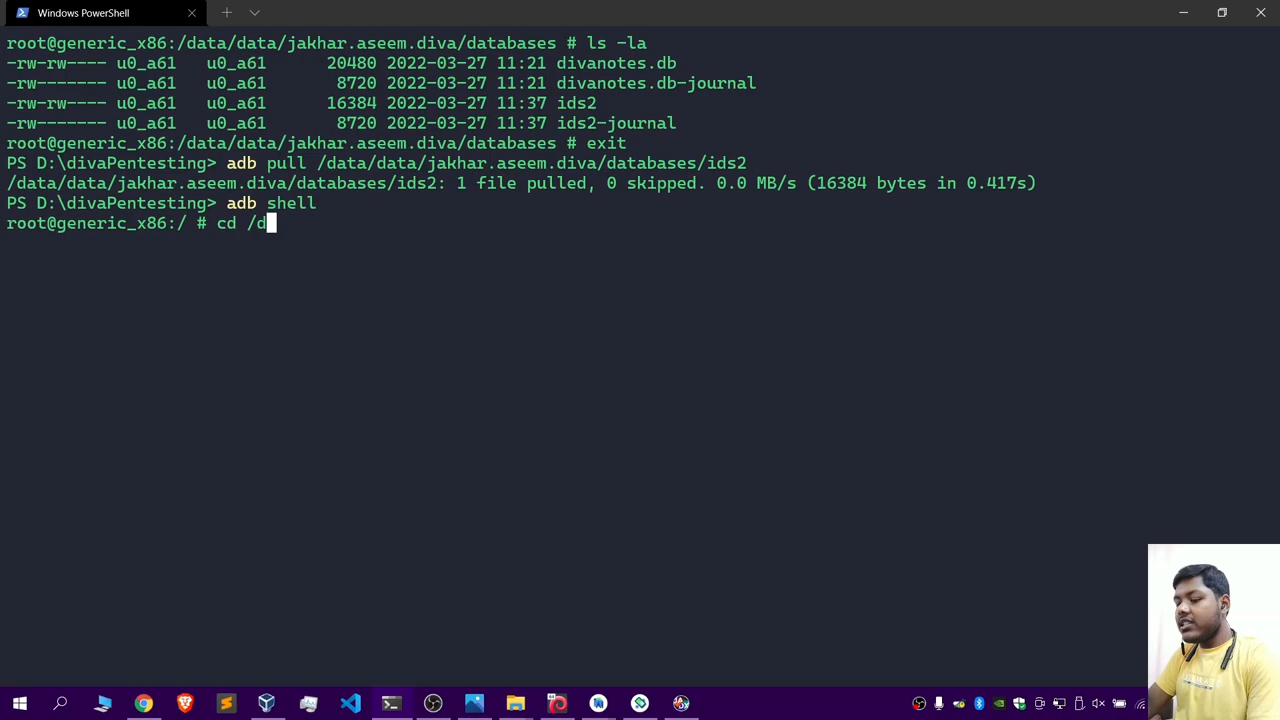 Windows PowerShell
root@generic_x86:/data/data/jakhar.aseem.diva/databases # ls -la
-rw-rw---- u0_a61   u0_a61      20480 2022-03-27 11:21 divanotes.db
-rw------- u0_a61   u0_a61       8720 2022-03-27 11:21 divanotes.db-journal
-rw-rw---- u0_a61   u0_a61      16384 2022-03-27 11:37 ids2
-rw------- u0_a61   u0_a61       8720 2022-03-27 11:37 ids2-journal
root@generic_x86:/data/data/jakhar.aseem.diva/databases # exit
PS D:\divaPentesting> adb pull /data/data/jakhar.aseem.diva/databases/ids2
/data/data/jakhar.aseem.diva/databases/ids2: 1 file pulled, 0 skipped. 0.0 MB/s (16384 bytes in 0.417s)
PS D:\divaPentesting> adb shell
root@generic_x86:/ # cd /d